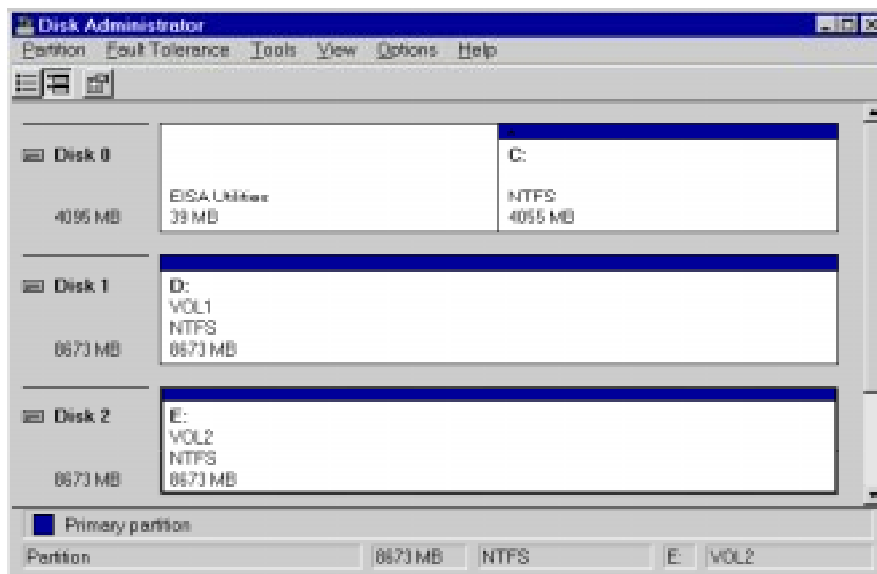 Disk Administrator
Partition Fault Tolerance Tools View Options Help
Disk 0
4095 MB
EISA Utilities
39 MB
C:
NTFS
4055 MB
Disk 1
8673 MB
D:
VOL1
NTFS
8673 MB
Disk 2
8673 MB
E:
VOL2
NTFS
8673 MB
Primary partition
Partition 8673 MB NTFS E: VOL2